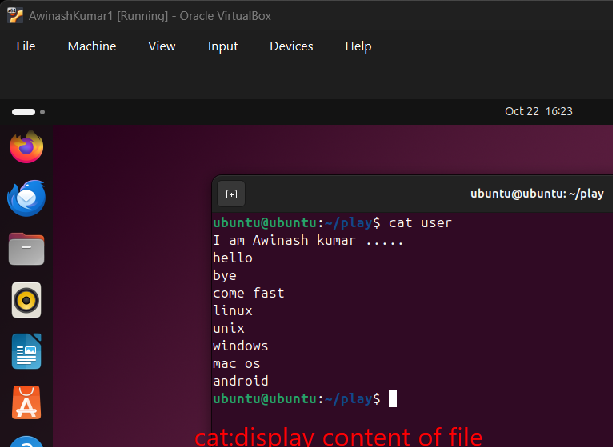 AwinashKumar1 [Running] - Oracle VirtualBox
File Machine View Input Devices Help
Oct 22 16:23
ubuntu@ubuntu: ~/play
ubuntu@ubuntu:~/play$ cat user
I am Awinash kumar .....
hello
bye
come fast
linux
unix
windows
mac os
android
ubuntu@ubuntu:~/play$
cat:display content of file